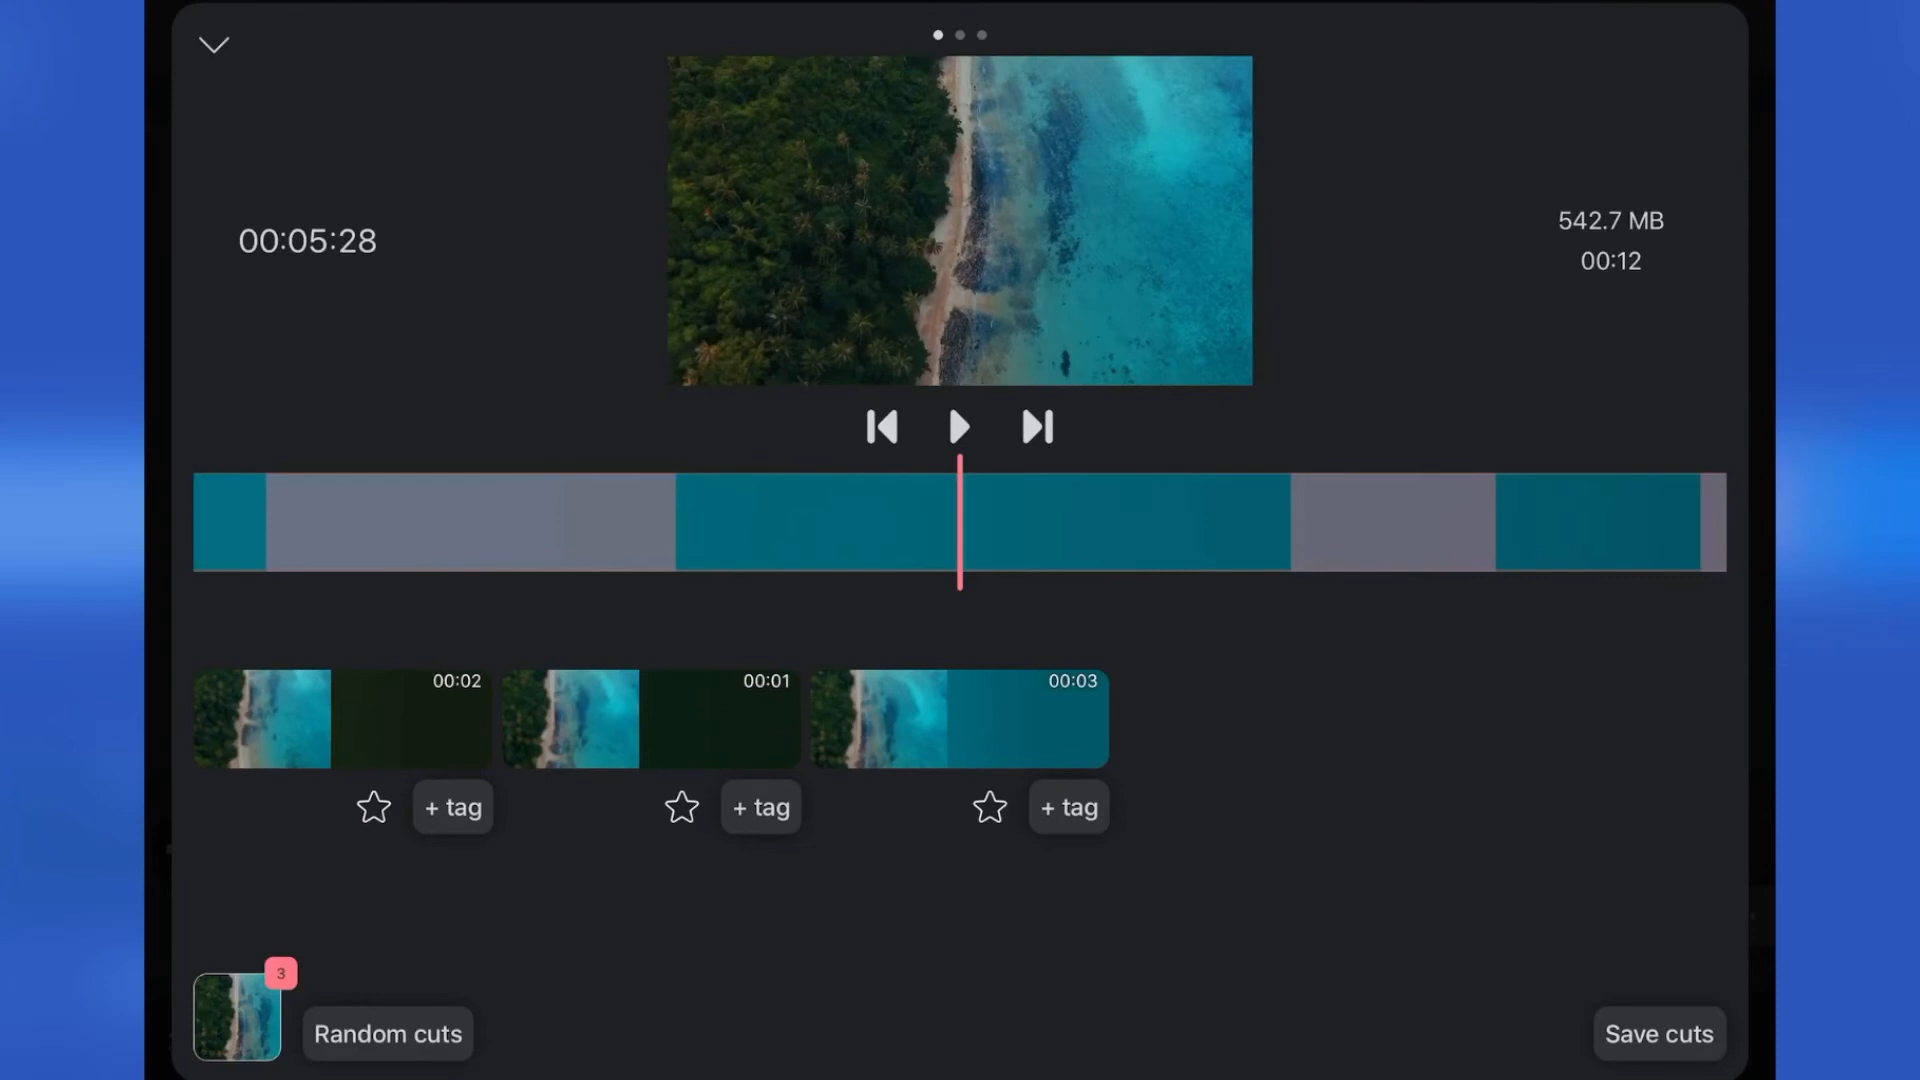 00:05:28
542.7 MB
00:12
00:02
00:01
00:03
+ tag
+ tag
+ tag
3
Random cuts
Save cuts